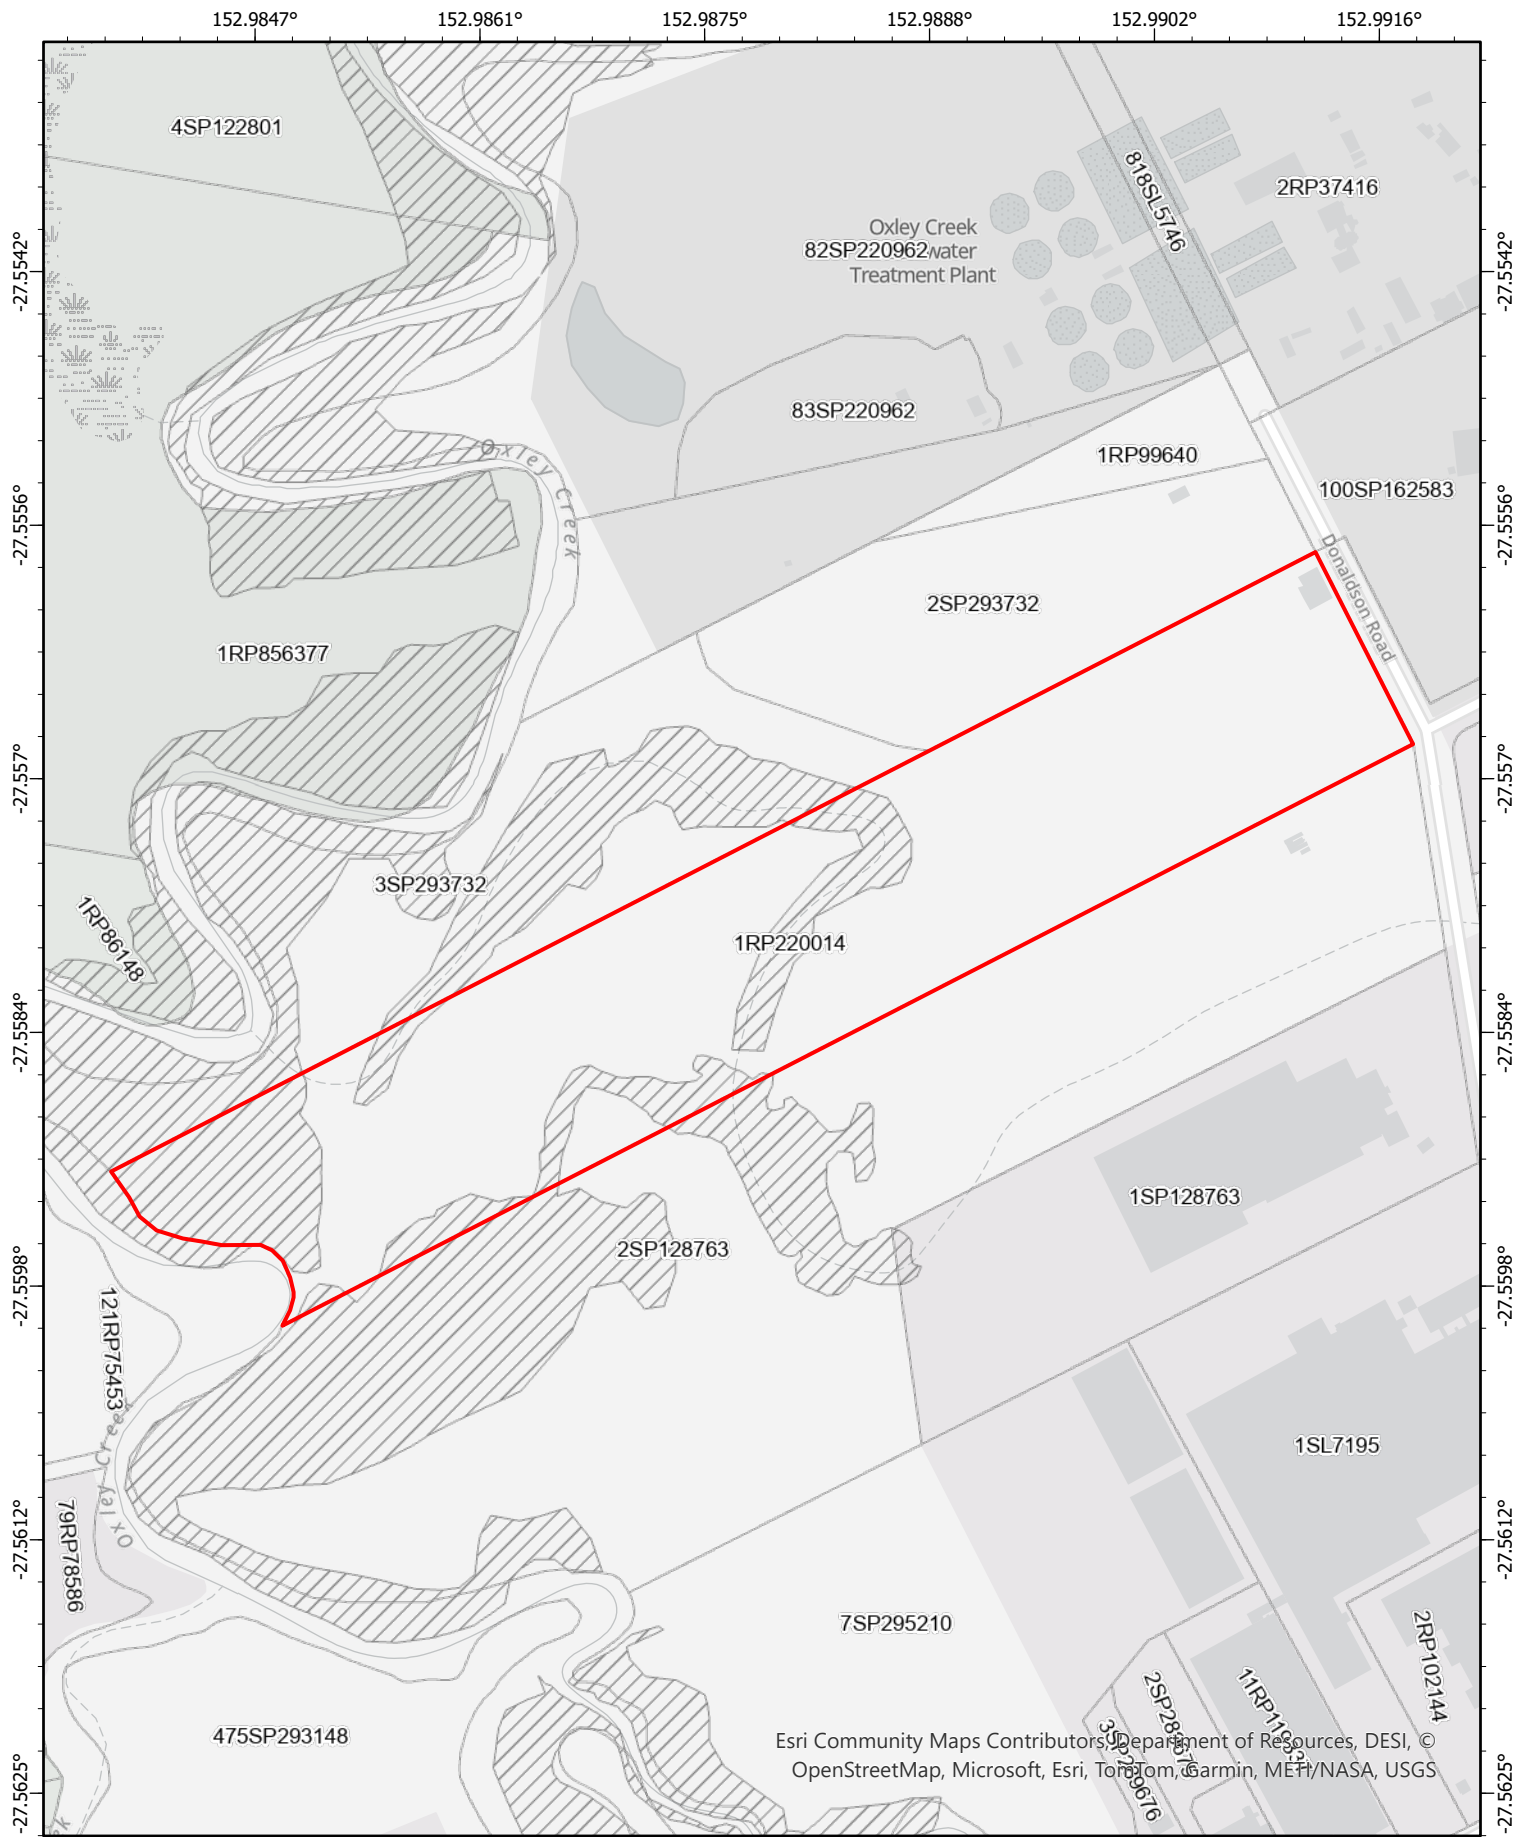 152.9847° 152.9861° 152.9875° 152.9888° 152.9902° 152.9916°
4SP122801
818SL5746
2RP37416
Oxley Creek
82SP220962 water
Treatment Plant
-27.5542° -27.5542°
83SP220962
Oxley Creek
1RP99640
100SP162583
-27.5556° -27.5556°
Donaldson Road
2SP293732
1RP856377
-27.557° -27.557°
3SP293732
1RP86148
1RP220014
-27.5584° -27.5584°
1SP128763
2SP128763
-27.5598° -27.5598°
121RP75453
Oxley Creek
1SL7195
79RP78586
-27.5612° -27.5612°
7SP295210
2RP102144
475SP293148
Esri Community Maps Contributors, Department of Resources, DESI, ©
OpenStreetMap, Microsoft, Esri, TomTom, Garmin, METI/NASA, USGS
-27.5625° -27.5625°